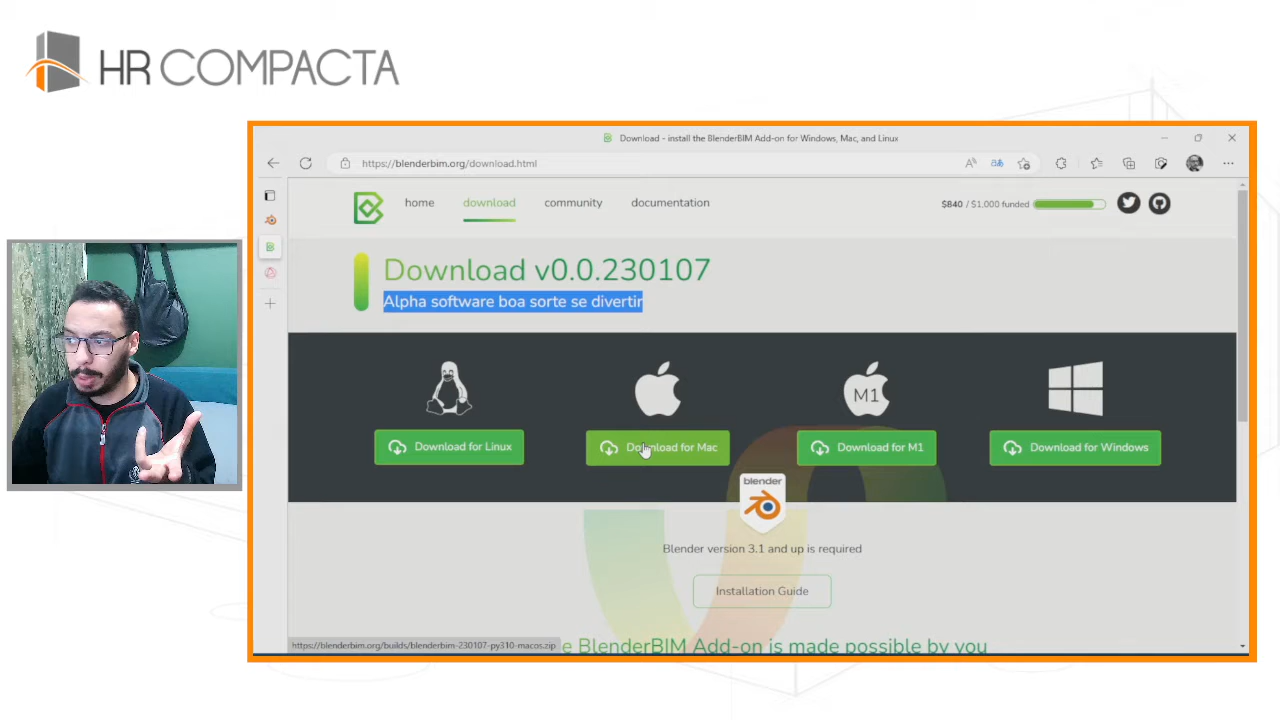 HR COMPACTA
Download - install the BlenderBIM Add-on for Windows, Mac, and Linux
https://blenderbim.org/download.html
home
download
community
documentation
$840 / $1,000 funded
Download v0.0.230107
Alpha software boa sorte se divertir
M1
Download for Linux
Download for Mac
Download for M1
Download for Windows
blender
Blender version 3.1 and up is required
Installation Guide
https://blenderbim.org/builds/blenderbim-230107-py310-macos.zip
e BlenderBIM Add-on is made possible by you